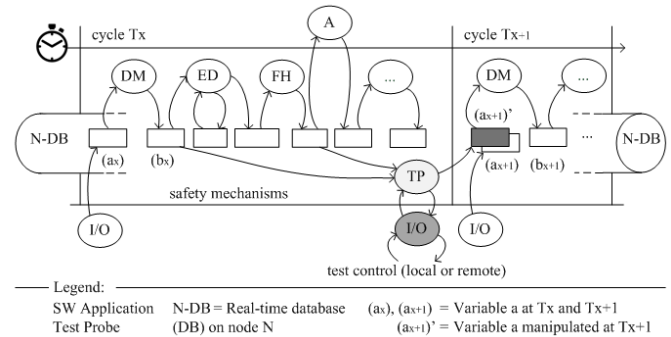 cycle Tx A cycle Tx+1
DM ED FH ... DM ...
(ax+1)’
N-DB ... N-DB
(ax) (bx) (ax+1) (bx+1)
TP
safety mechanisms
I/O I/O I/O
test control (local or remote)
Legend:
SW Application N-DB = Real-time database (ax), (ax+1) = Variable a at Tx and Tx+1
Test Probe (DB) on node N (ax+1)’ = Variable a manipulated at Tx+1